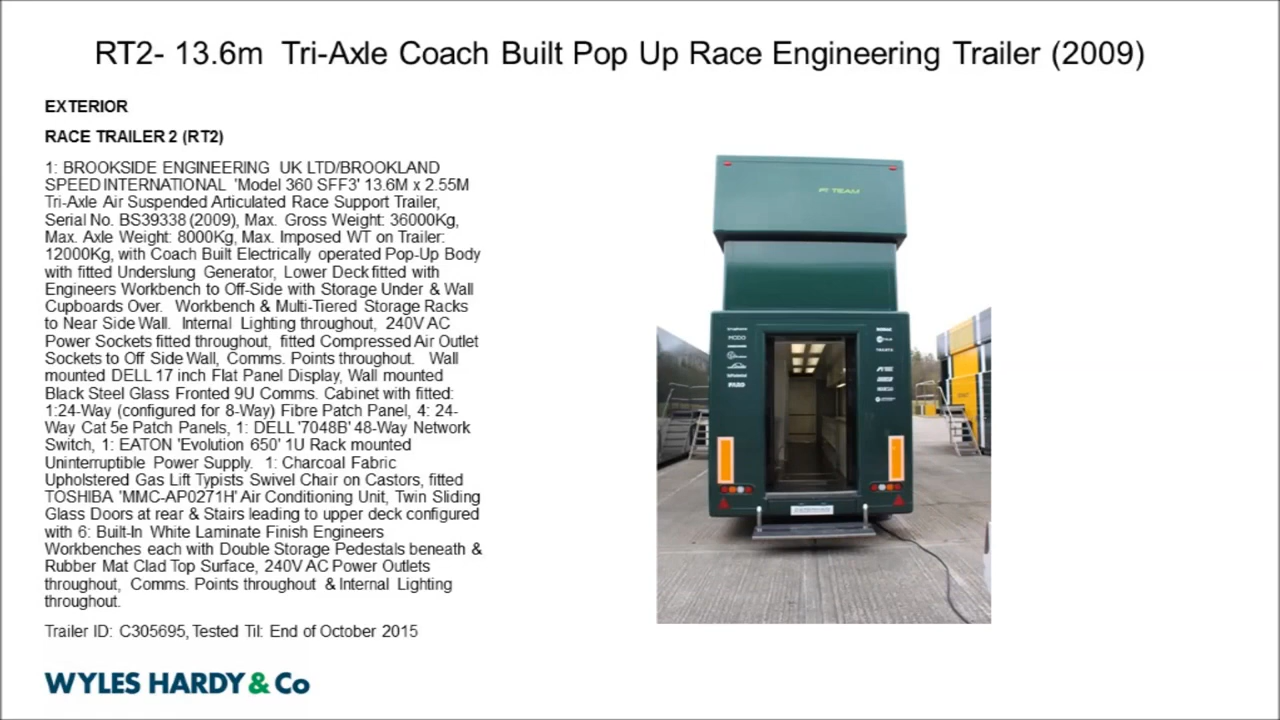 RT2- 13.6m Tri-Axle Coach Built Pop Up Race Engineering Trailer (2009)
EXTERIOR
RACE TRAILER 2 (RT2)
1: BROOKSIDE ENGINEERING UK LTD/BROOKLAND
SPEED INTERNATIONAL 'Model 360 SFF3' 13.6M x 2.55M
Tri-Axle Air Suspended Articulated Race Support Trailer,
Serial No. BS39338 (2009), Max. Gross Weight: 36000Kg,
Max. Axle Weight: 8000Kg, Max. Imposed WT on Trailer:
12000Kg, with Coach Built Electrically operated Pop-Up Body
with fitted Underslung Generator, Lower Deck fitted with
Engineers Workbench to Off-Side with Storage Under & Wall
Cupboards Over. Workbench & Multi-Tiered Storage Racks
to Near Side Wall. Internal Lighting throughout, 240V AC
Power Sockets fitted throughout, fitted Compressed Air Outlet
Sockets to Off Side Wall, Comms. Points throughout. Wall
mounted DELL 17 inch Flat Panel Display, Wall mounted
Black Steel Glass Fronted 9U Comms. Cabinet with fitted:
1:24-Way (configured for 8-Way) Fibre Patch Panel, 4: 24-
Way Cat 5e Patch Panels, 1: DELL '7048B' 48-Way Network
Switch, 1: EATON 'Evolution 650' 1U Rack mounted
Uninterruptible Power Supply. 1: Charcoal Fabric
Upholstered Gas Lift Typists Swivel Chair on Castors, fitted
TOSHIBA 'MMC-AP0271H' Air Conditioning Unit, Twin Sliding
Glass Doors at rear & Stairs leading to upper deck configured
with 6: Built-In White Laminate Finish Engineers
Workbenches each with Double Storage Pedestals beneath &
Rubber Mat Clad Top Surface, 240V AC Power Outlets
throughout, Comms. Points throughout & Internal Lighting
throughout.
Trailer ID: C305695, Tested Til: End of October 2015
WYLES HARDY & Co
F1 TEAM